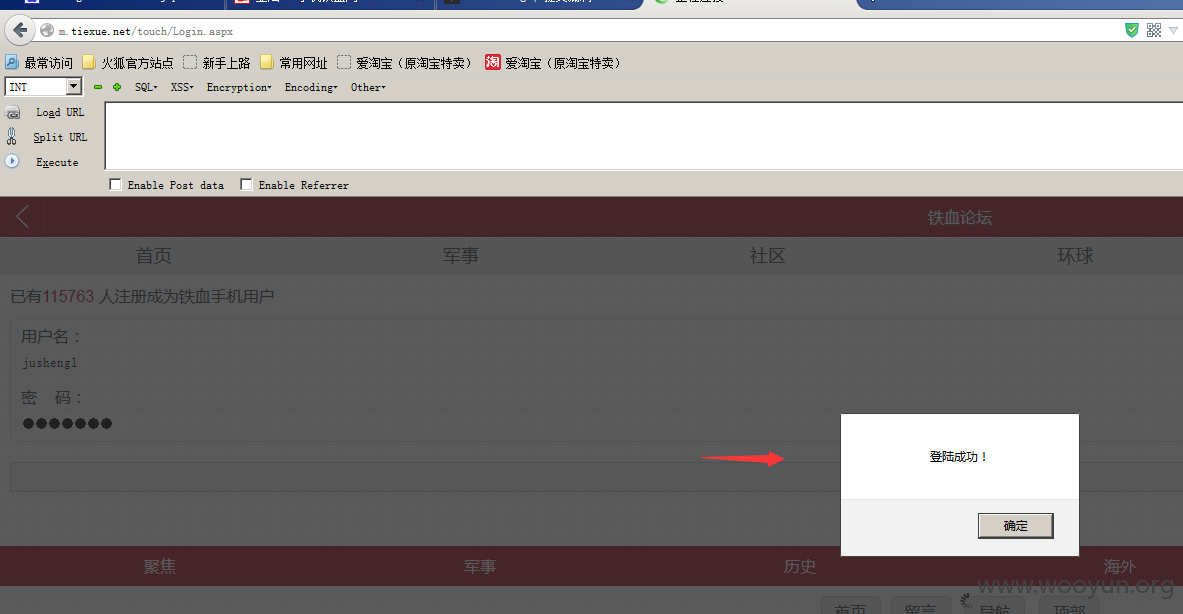 m.tiexue.net/touch/Login.aspx
最常访问 火狐官方站点 新手上路 常用网址 爱淘宝（原淘宝特卖） 淘 爱淘宝（原淘宝特卖）
INT SQL XSS Encryption Encoding Other
Load URL
Split URL
Execute
Enable Post data Enable Referrer
铁血论坛
首页 军事 社区 环球
已有115763 人注册成为铁血手机用户
用户名：
jusheng1
密 码：
登陆成功！
确定
聚焦 军事 历史 海外
www.wooyun.org
首页 留言 导航 顶部